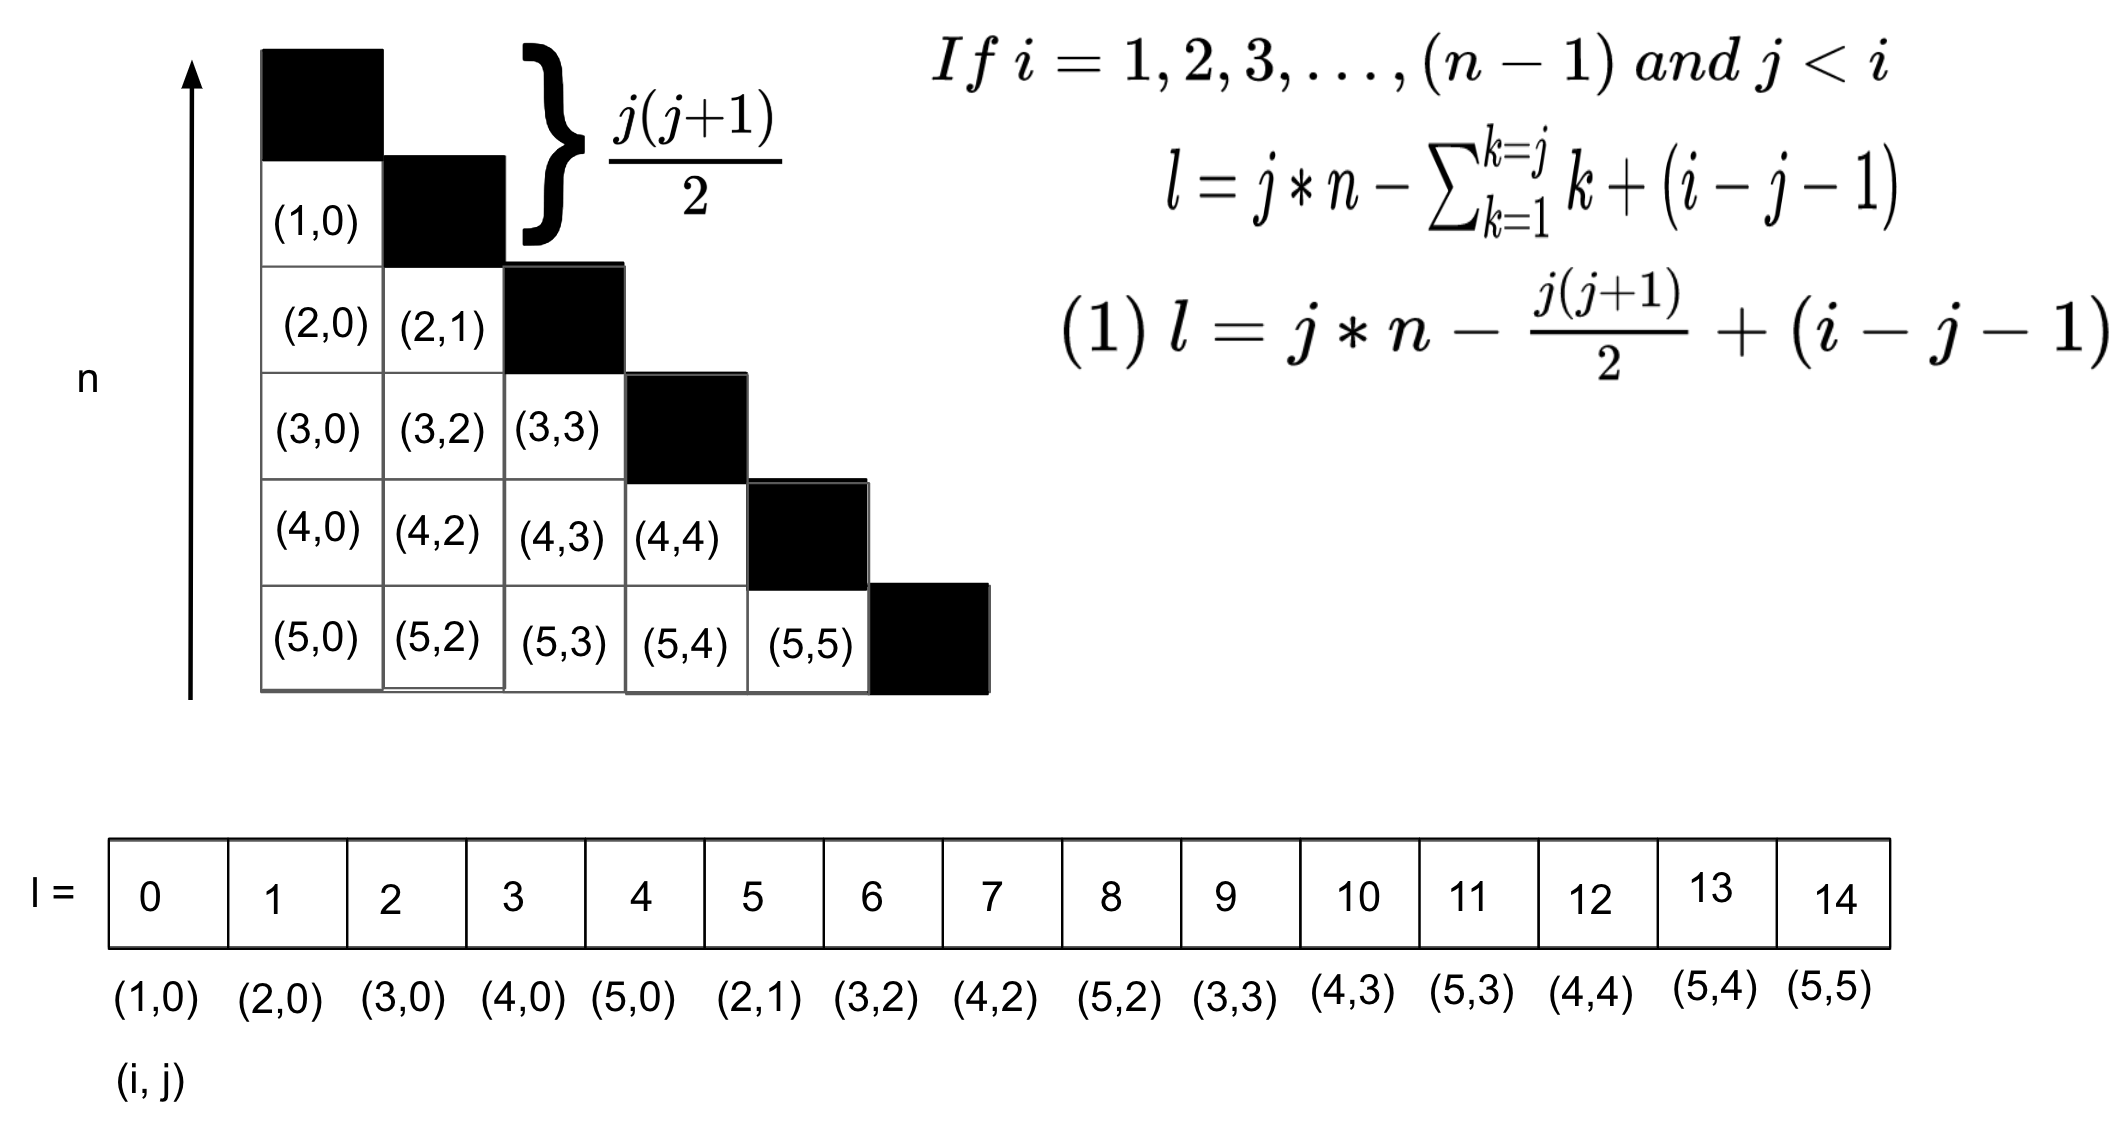 If i = 1, 2, 3, . . . , (n − 1) and j < i
j(j+1)
2
l = j * n − ∑_{k=1}^{k=j} k + (i − j − 1)
(1) l = j * n − \frac{j(j+1)}{2} + (i − j − 1)
(1,0)
(2,0) (2,1)
n
(3,0) (3,2) (3,3)
(4,0) (4,2) (4,3) (4,4)
(5,0) (5,2) (5,3) (5,4) (5,5)
l = 0 1 2 3 4 5 6 7 8 9 10 11 12 13 14
(1,0) (2,0) (3,0) (4,0) (5,0) (2,1) (3,2) (4,2) (5,2) (3,3) (4,3) (5,3) (4,4) (5,4) (5,5)
(i, j)